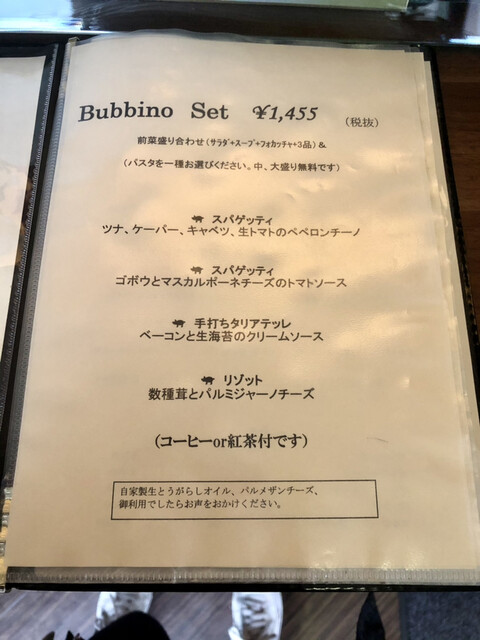 Bubbino Set ¥1,455 (税抜)
前菜盛り合わせ(ｻﾗﾀﾞ+ｽｰﾌﾟ+ﾌｫｶｯﾁｬ+3品)&
(パスタを一種お選びください。中、大盛り無料です)
スパゲッティ
ツナ、ケーパー、キャベツ、生トマトのペペロンチーノ
スパゲッティ
ゴボウとマスカルポーネチーズのトマトソース
手打ちタリアテッレ
ベーコンと生海苔のクリームソース
リゾット
数種茸とパルミジャーノチーズ
(コーヒーor紅茶付です)
自家製生とうがらしオイル、パルメザンチーズ、
御利用でしたらお声をおかけください。